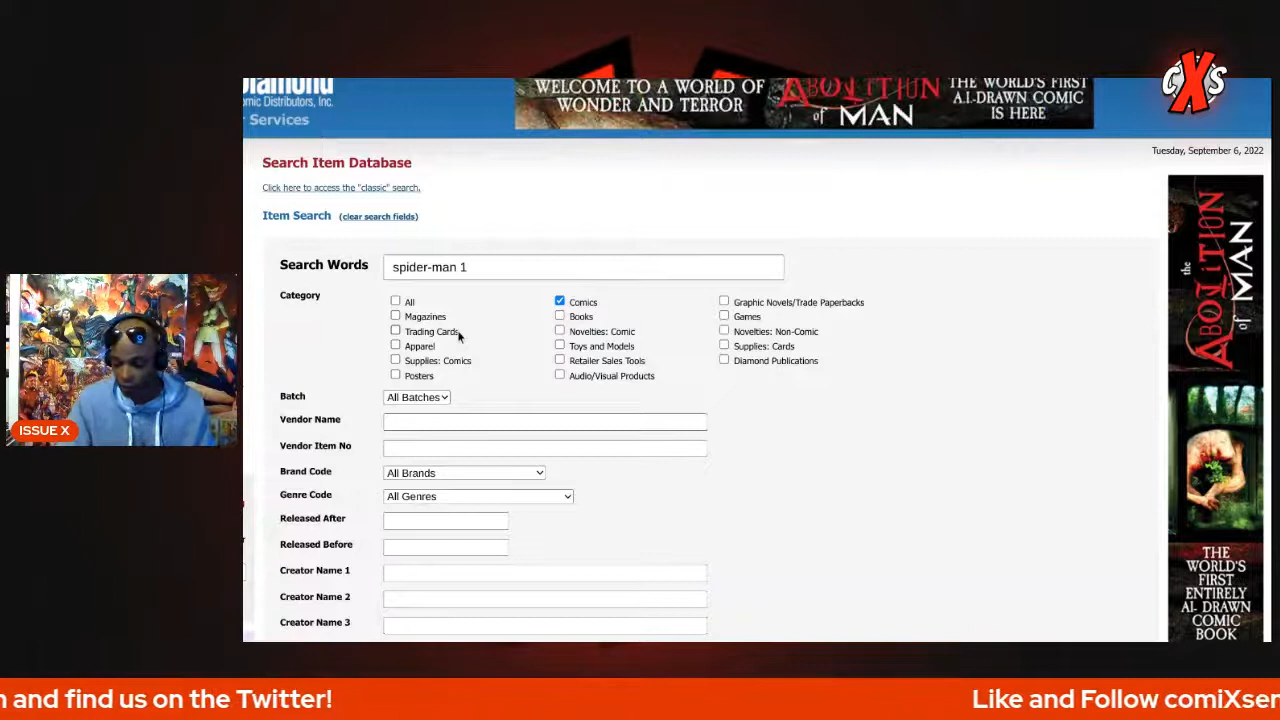 omic Distributors, Inc.
Services
WELCOME TO A WORLD OF
WONDER AND TERROR
ABOLITION
of MAN
THE WORLD'S FIRST
A.I.-DRAWN COMIC
IS HERE
CXS
Tuesday, September 6, 2022
Search Item Database
Click here to access the "classic" search.
Item Search (clear search fields)
Search Words spider-man 1
Category
All Comics Graphic Novels/Trade Paperbacks
Magazines Books Games
Trading Cards Novelties: Comic Novelties: Non-Comic
Apparel Toys and Models Supplies: Cards
Supplies: Comics Retailer Sales Tools Diamond Publications
Posters Audio/Visual Products
Batch All Batches
Vendor Name
Vendor Item No
Brand Code All Brands
Genre Code All Genres
Released After
Released Before
Creator Name 1
Creator Name 2
Creator Name 3
the
ABOLITION
of MAN
THE
WORLD'S
FIRST
ENTIRELY
AI- DRAWN
COMIC
BOOK
ISSUE X
n and find us on the Twitter!
Like and Follow comiXser